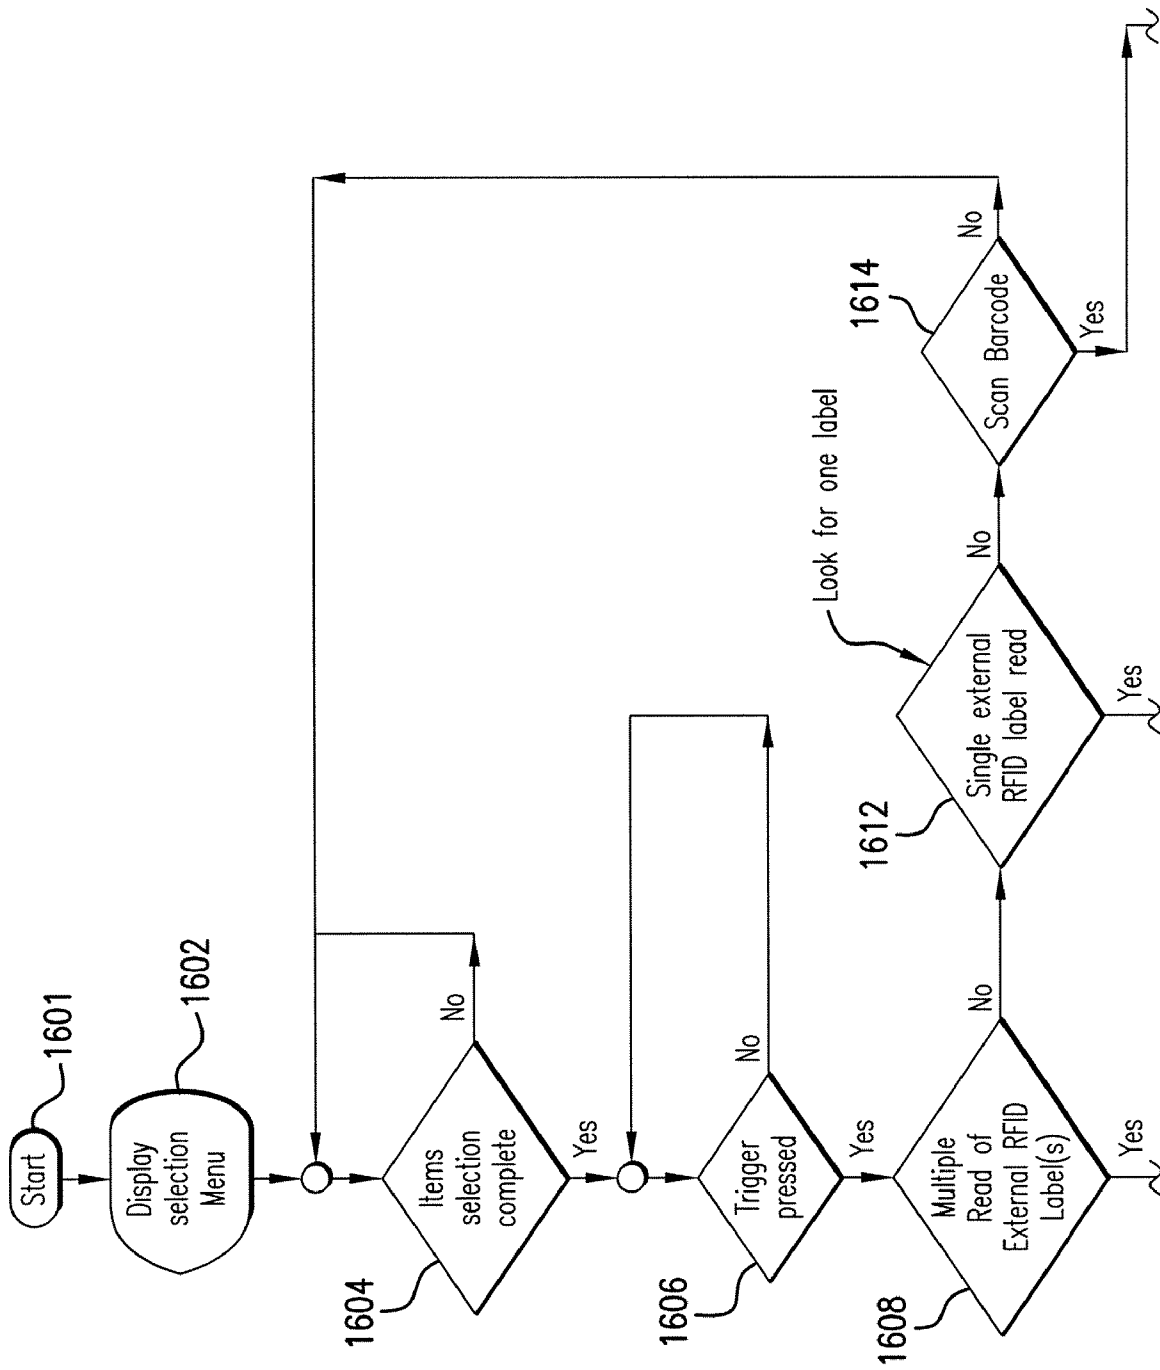 Start
1601
Display
selection
Menu
1602
Items
selection
complete
1604
No
Yes
Trigger
pressed
1606
No
Yes
Multiple
Read of
External RFID
Label(s)
1608
No
Yes
Single external
RFID label read
1612
Look for one label
No
Yes
Scan Barcode
1614
No
Yes